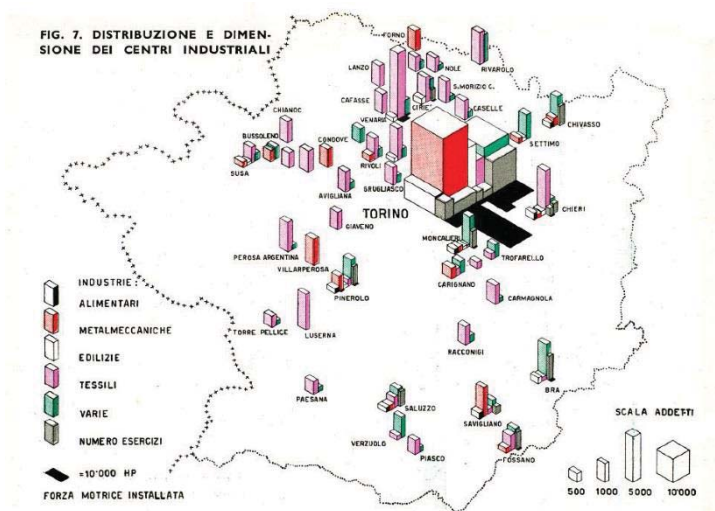 FIG. 7. DISTRIBUZIONE E DIMEN-
SIONE DEI CENTRI INDUSTRIALI
FORNO
RIVAROLO
LANZO
NOLE
S.MORIZIO C.
CIRIE'
CAFASSE
CASELLE
VENARIA
CHIVASSO
SETTIMO
CHIANOC
BUSSOLENO
CONDOVE
SUSA
RIVOLI
AVIGLIANA
GRUGLIASCO
TORINO
CHIERI
GIAVENO
MONCALIERI
TROFARELLO
PEROSA ARGENTINA
VILLARPEROSA
CARIGNANO
PINEROLO
CARMAGNOLA
TORRE PELLICE
LUSERNA
RACCONIGI
BRA
PAESANA
SALUZZO
SAVIGLIANO
VERZUOLO
PIASCO
FOSSANO
INDUSTRIE:
ALIMENTARI
METALMECCANICHE
EDILIZIE
TESSILI
VARIE
NUMERO ESERCIZI
=10'000 HP
FORZA MOTRICE INSTALLATA
SCALA ADDETTI
500 1000 5000 10'000